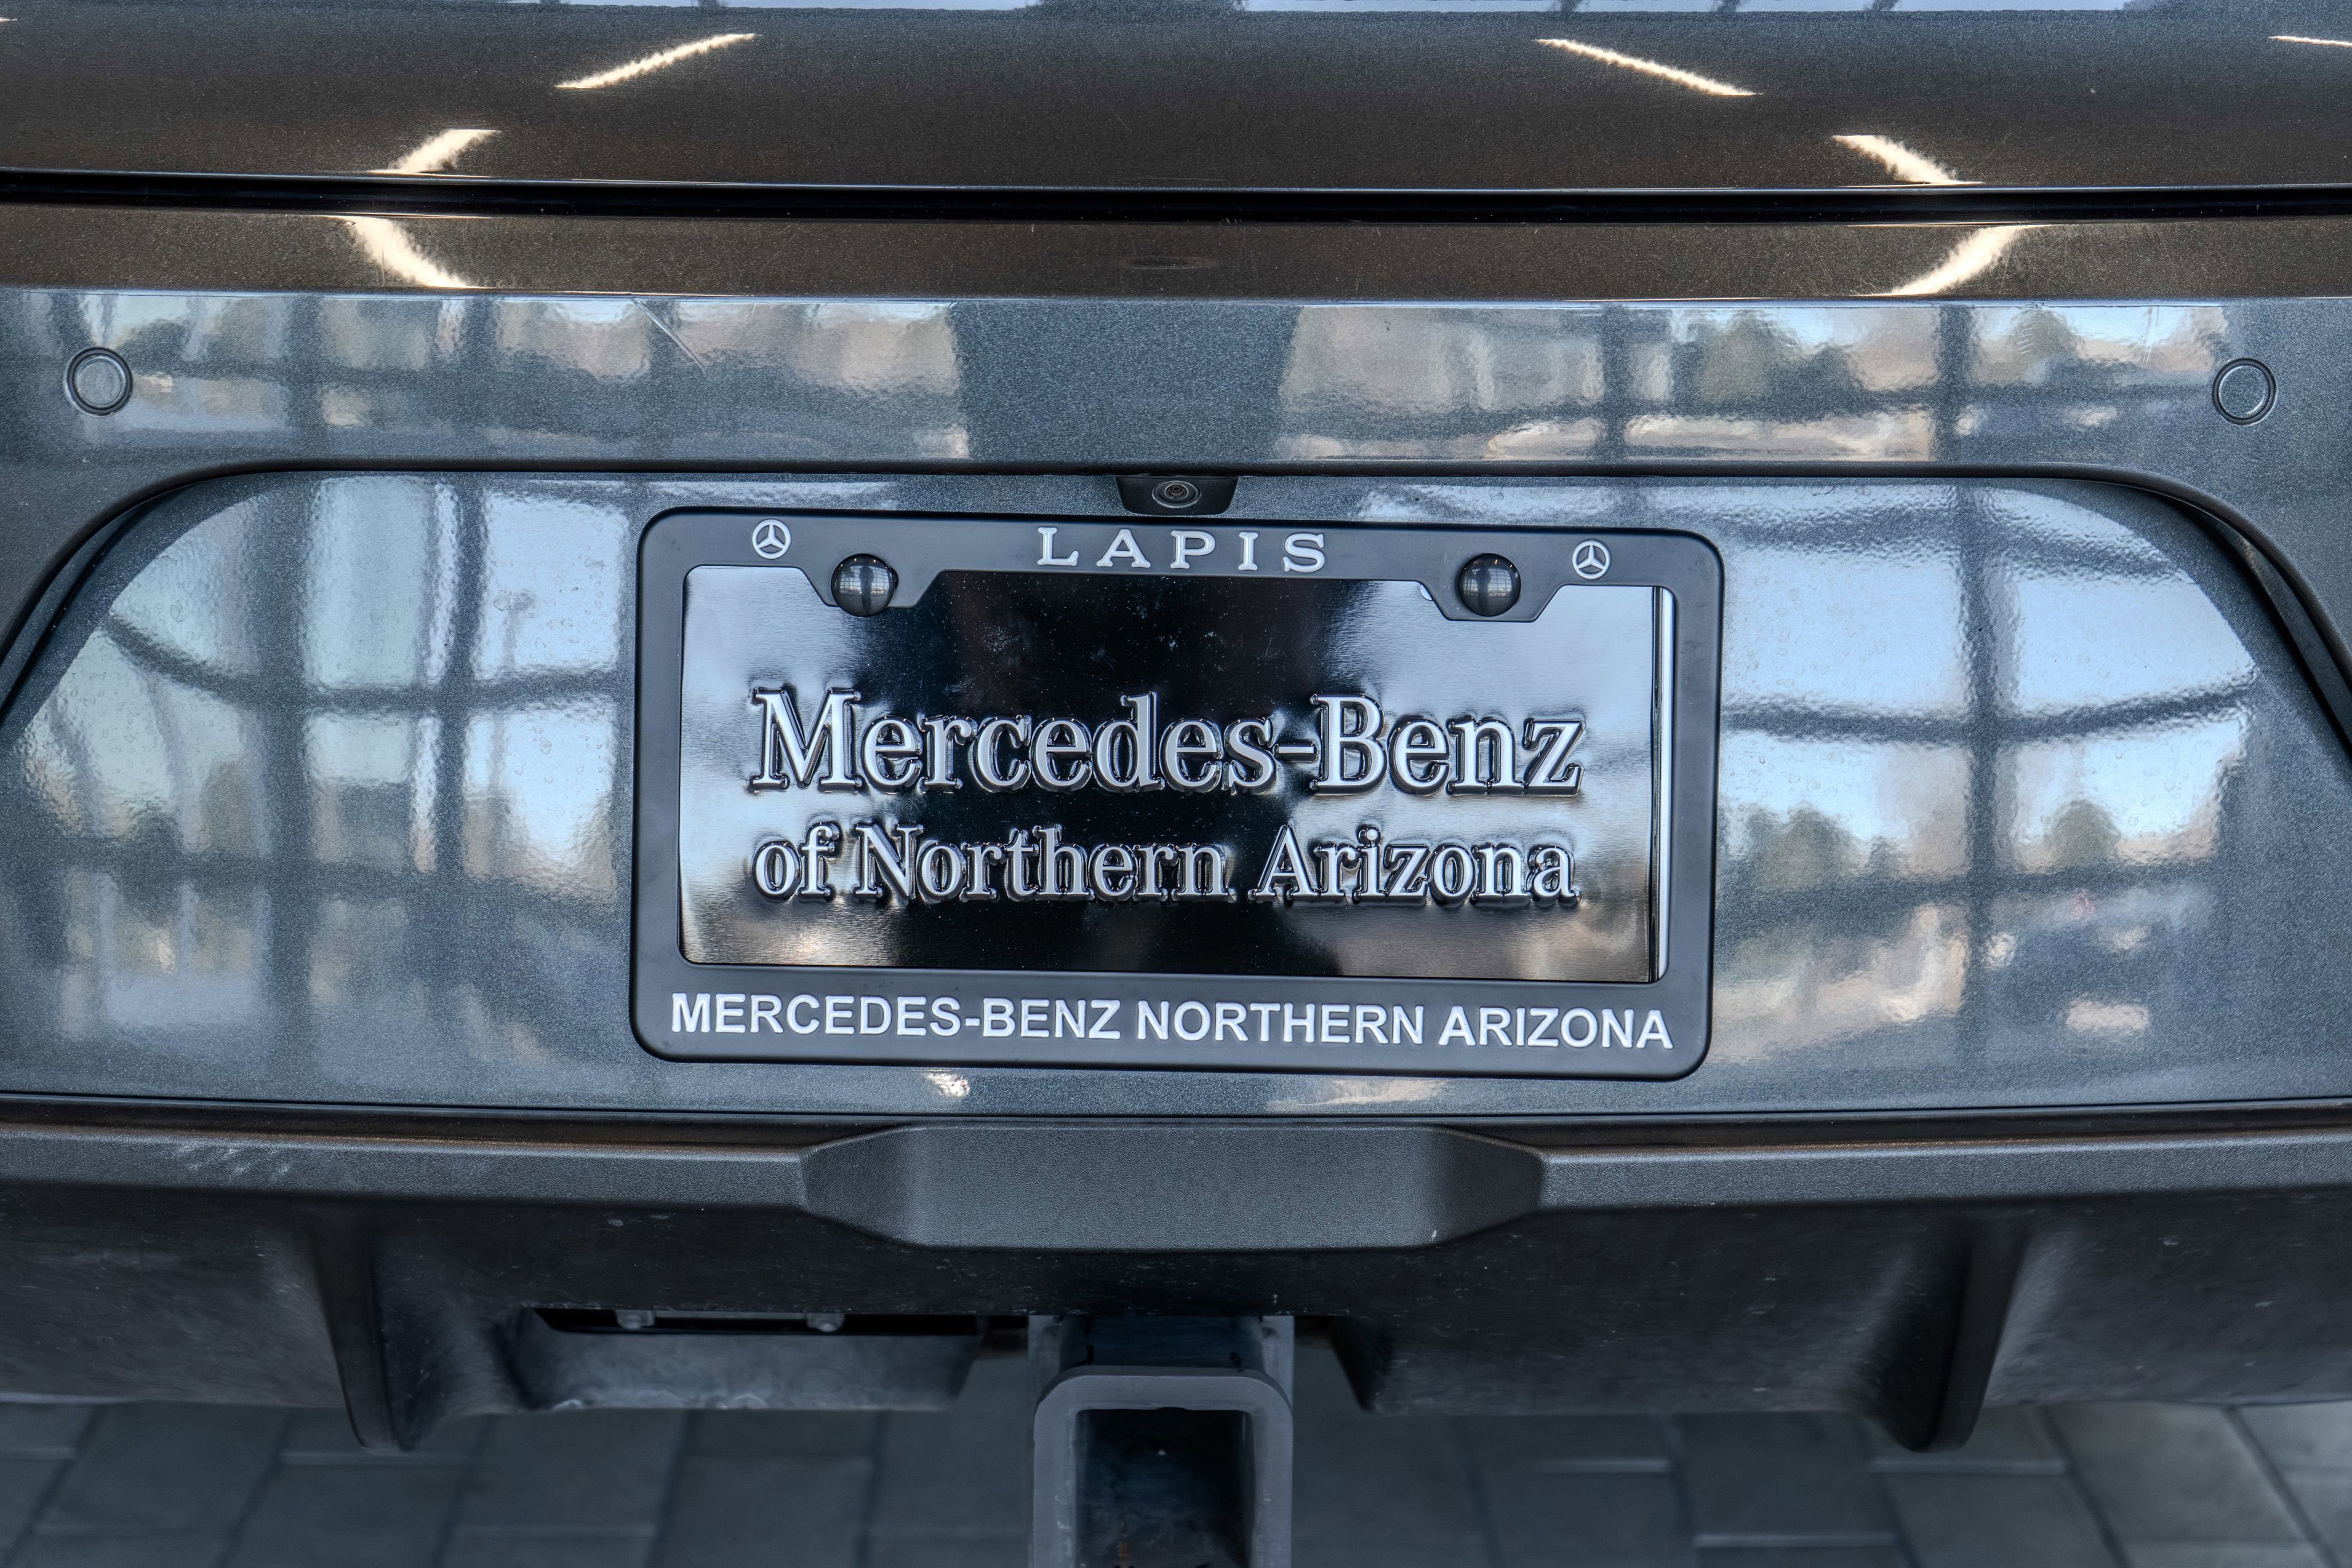 LAPIS
Mercedes-Benz
of Northern Arizona
MERCEDES-BENZ NORTHERN ARIZONA